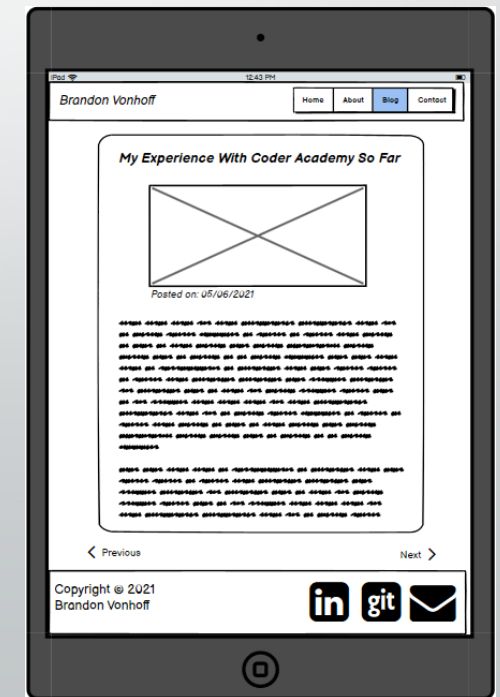 iPad 12:43 PM
Brandon Vonhoff
Home About Blog Contact
My Experience With Coder Academy So Far
Posted on: 05/06/2021
Previous
Next
Copyright © 2021
Brandon Vonhoff
in git